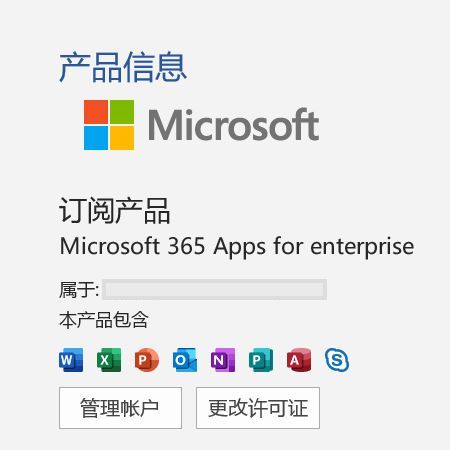 产品信息
Microsoft
订阅产品
Microsoft 365 Apps for enterprise
属于:
本产品包含
W X P O N P A S
管理帐户 更改许可证